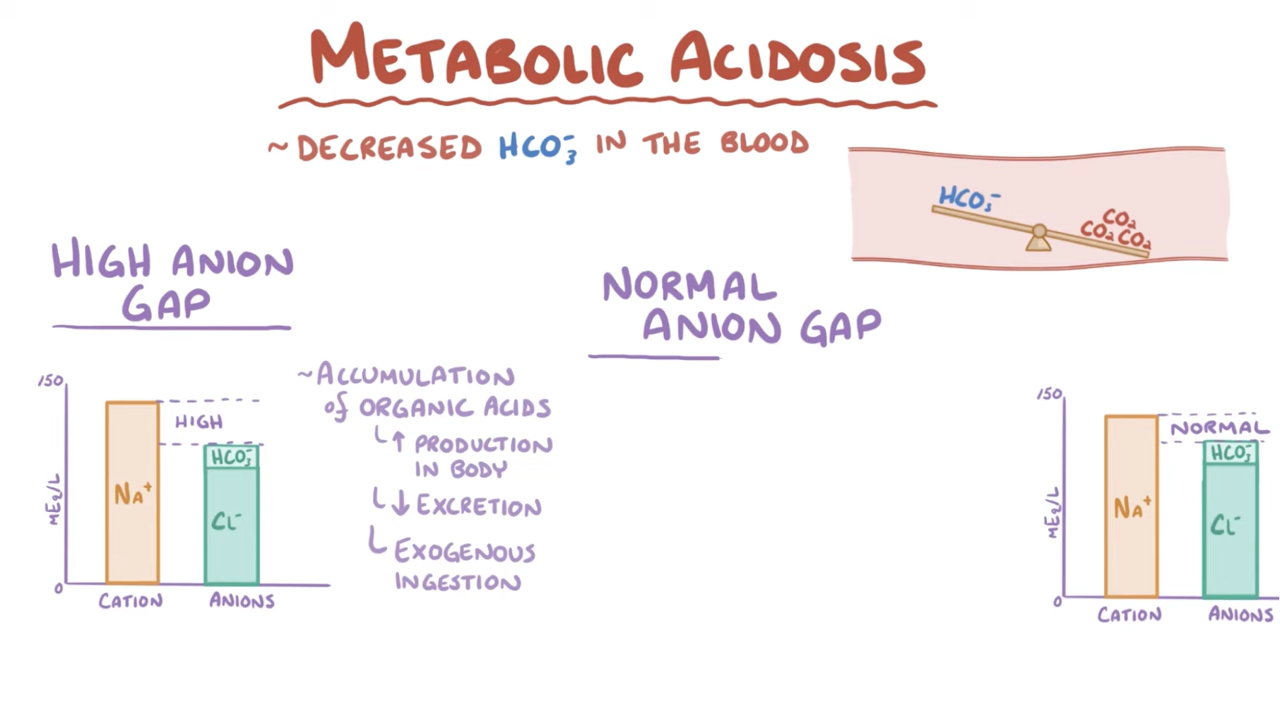 METABOLIC ACIDOSIS
~ DECREASED HCO₃⁻ IN THE BLOOD
HCO₃⁻
CO₂
CO₂ CO₂
HIGH ANION
GAP
150
HIGH
HCO₃⁻
Na⁺
Cl⁻
mEq/L
0
CATION
ANIONS
~ACCUMULATION
of ORGANIC ACIDS
↑ PRODUCTION
IN BODY
↓ EXCRETION
EXOGENOUS
INGESTION
NORMAL
ANION GAP
150
NORMAL
HCO₃⁻
Na⁺
Cl⁻
mEq/L
0
CATION
ANIONS